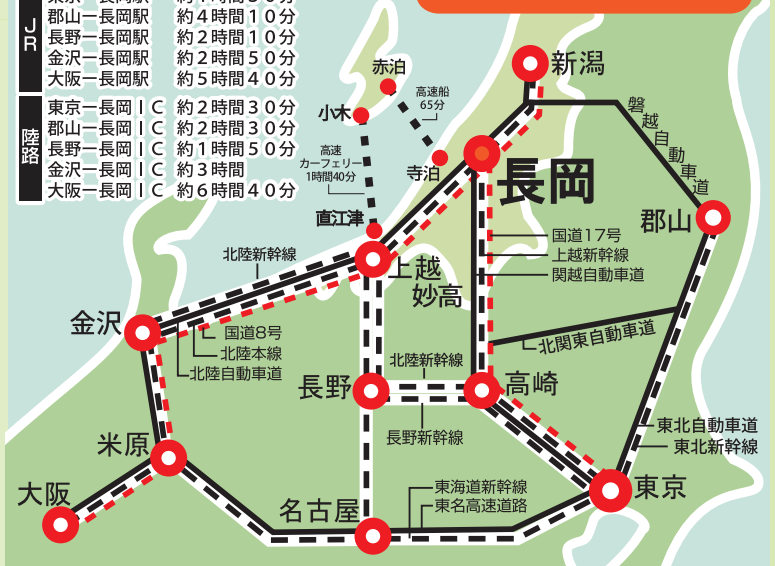 JR
郡山ー長岡駅 約4時間10分
長野ー長岡駅 約2時間10分
金沢ー長岡駅 約2時間50分
大阪ー長岡駅 約5時間40分
陸路
東京ー長岡IC 約2時間30分
郡山ー長岡IC 約2時間30分
長野ー長岡IC 約1時間50分
金沢ー長岡IC 約3時間
大阪ー長岡IC 約6時間40分
赤泊
小木
高速船
65分
高速
カーフェリー
1時間40分
寺泊
直江津
新潟
磐越自動車道
長岡
郡山
国道17号
上越新幹線
関越自動車道
北陸新幹線
上越
妙高
金沢
国道8号
北陸本線
北陸自動車道
北関東自動車道
北陸新幹線
長野
高崎
長野新幹線
東北自動車道
東北新幹線
米原
大阪
名古屋
東海道新幹線
東名高速道路
東京